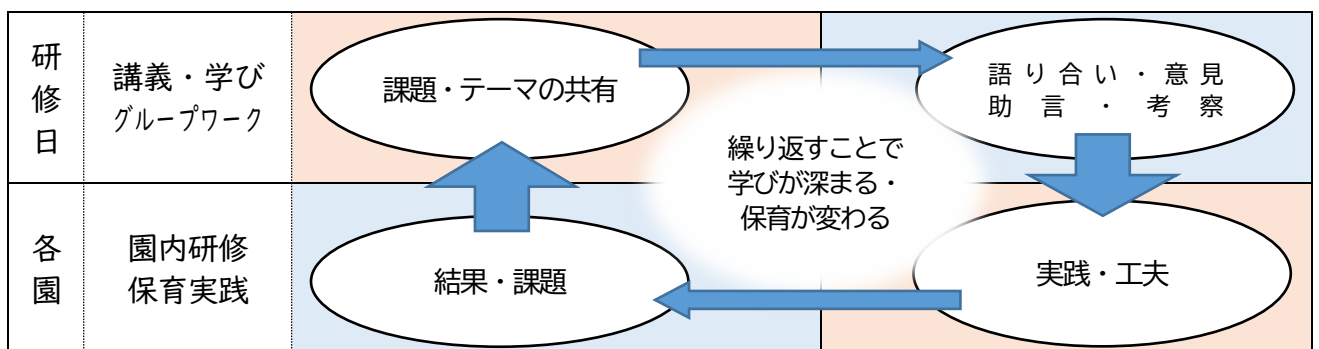 研修日
講義・学び
グループワーク
課題・テーマの共有
語り合い・意見
助言・考察
繰り返すことで
学びが深まる・
保育が変わる
各園
園内研修
保育実践
結果・課題
実践・工夫